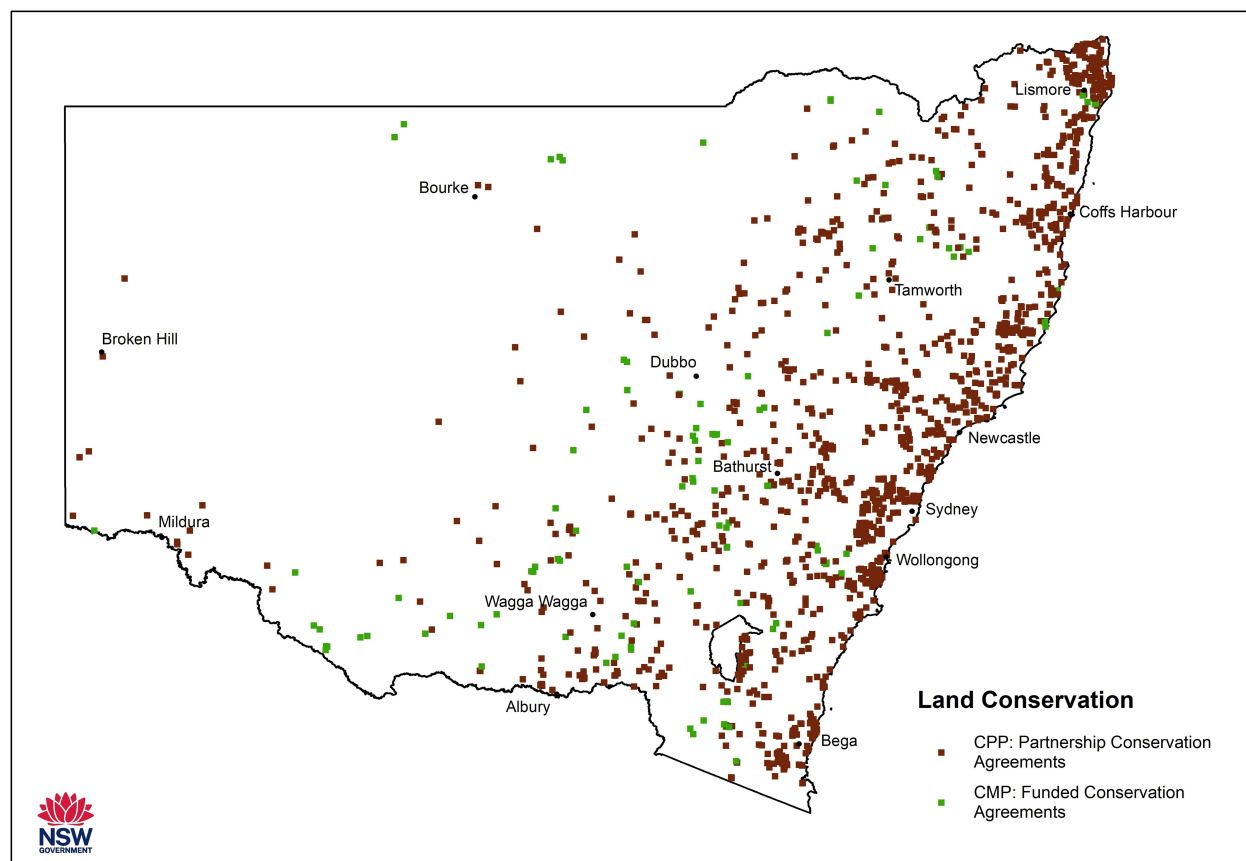 Lismore
Bourke
Coffs Harbour
Tamworth
Broken Hill
Dubbo
Newcastle
Bathurst
Sydney
Mildura
Wollongong
Wagga Wagga
Albury
Bega
Land Conservation
CPP: Partnership Conservation
Agreements
CMP: Funded Conservation
Agreements
NSW
GOVERNMENT